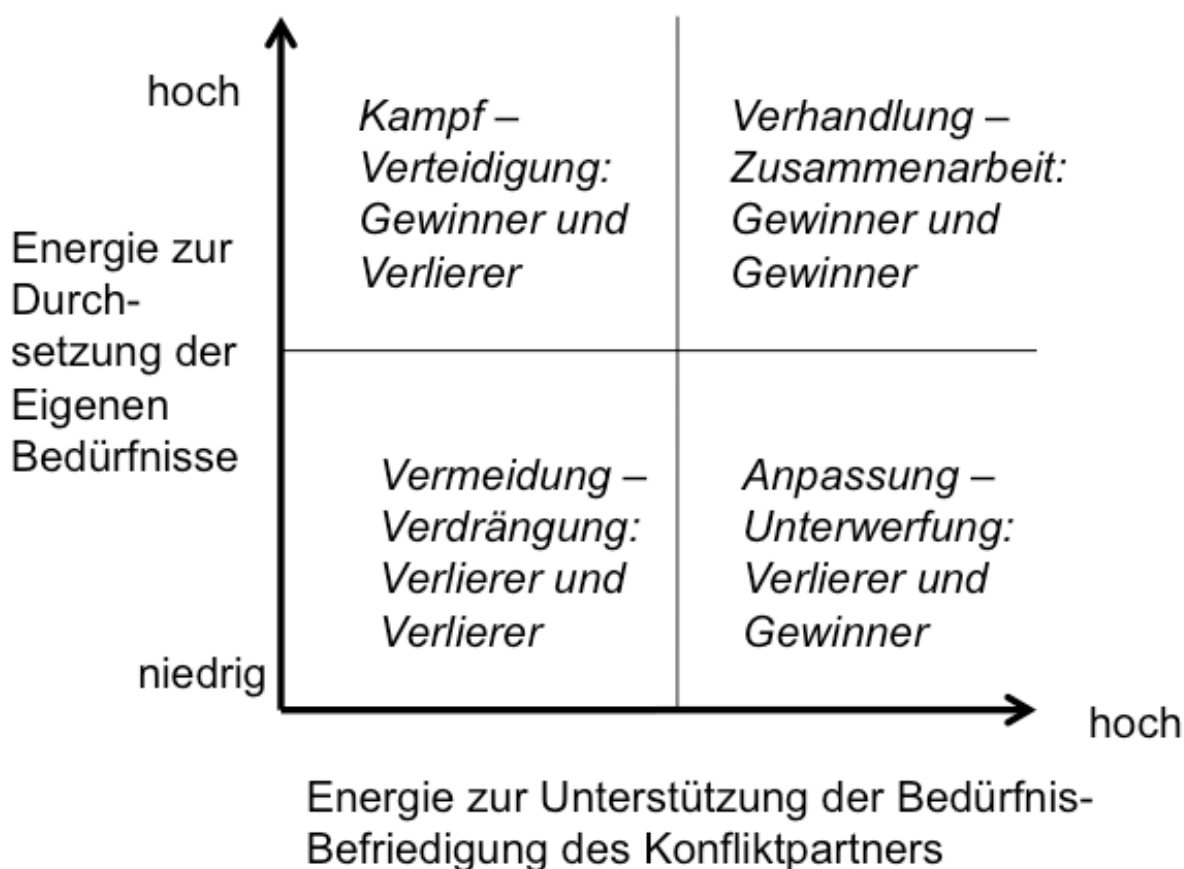 hoch
Kampf –
Verteidigung:
Gewinner und
Verlierer
Verhandlung –
Zusammenarbeit:
Gewinner und
Gewinner
Energie zur
Durch-
setzung der
Eigenen
Bedürfnisse
Vermeidung –
Verdrängung:
Verlierer und
Verlierer
Anpassung –
Unterwerfung:
Verlierer und
Gewinner
niedrig
hoch
Energie zur Unterstützung der Bedürfnis-
Befriedigung des Konfliktpartners